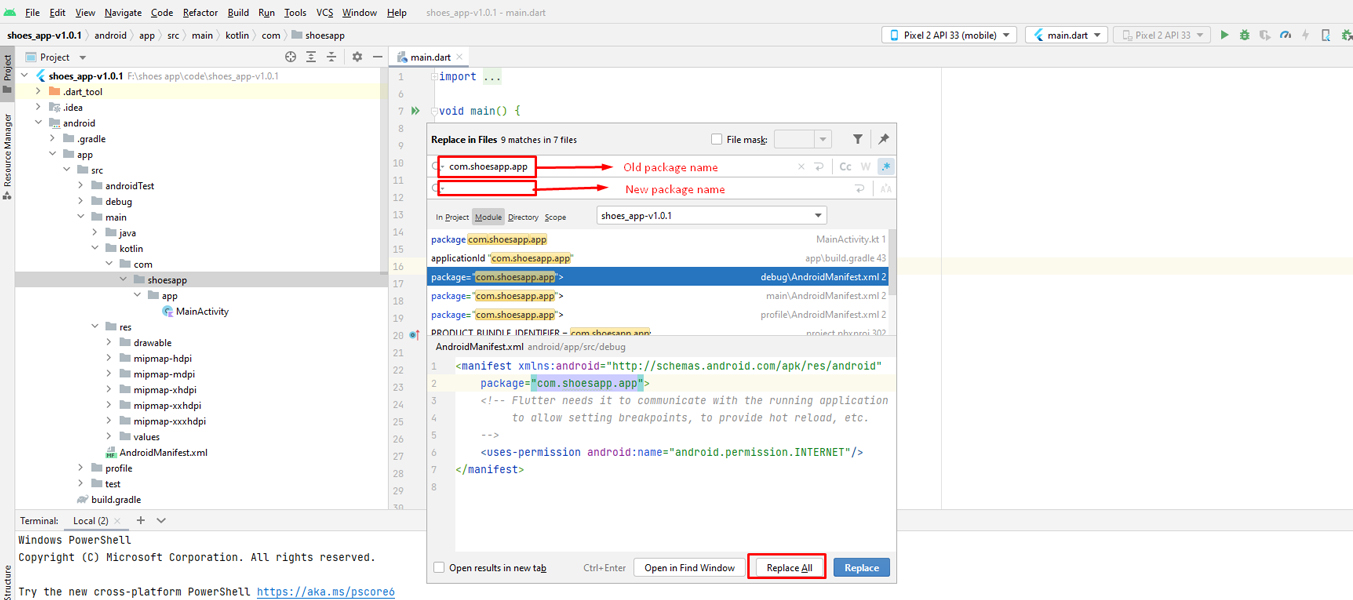 File Edit View Navigate Code Refactor Build Run Tools VCS Window Help shoes_app-v1.0.1 - main.dart
shoes_app-v1.0.1 android app src main kotlin com shoesapp
Pixel 2 API 33 (mobile) main.dart Pixel 2 API 33
Project
Resource Manager
Structure
Project
shoes_app-v1.0.1 F:\shoes app\code\shoes_app-v1.0.1
.dart_tool
.idea
android
.gradle
app
src
androidTest
debug
main
java
kotlin
com
shoesapp
app
MainActivity
res
drawable
mipmap-hdpi
mipmap-mdpi
mipmap-xhdpi
mipmap-xxhdpi
mipmap-xxxhdpi
values
AndroidManifest.xml
profile
test
build.gradle
main.dart
1 import ...
6
7 void main() {
8
9
10
11
12
13
14
15
16
17
18
19
20
21
22
23
24
25
26
27
28
29
30
Replace in Files 9 matches in 7 files File mask:
com.shoesapp.app Old package name Cc W .*
New package name
In Project Module Directory Scope shoes_app-v1.0.1
package com.shoesapp.app MainActivity.kt 1
applicationId "com.shoesapp.app" app\build.gradle 43
package="com.shoesapp.app"> debug\AndroidManifest.xml 2
package="com.shoesapp.app"> main\AndroidManifest.xml 2
package="com.shoesapp.app"> profile\AndroidManifest.xml 2
PRODUCT_BUNDLE_IDENTIFIER = com.shoesapp.app; project.pbxproj 302
AndroidManifest.xml android/app/src/debug
1 <manifest xmlns:android="http://schemas.android.com/apk/res/android"
2 package="com.shoesapp.app">
3 <!-- Flutter needs it to communicate with the running application
4 to allow setting breakpoints, to provide hot reload, etc.
5 -->
6 <uses-permission android:name="android.permission.INTERNET"/>
7 </manifest>
8
Open results in new tab Ctrl+Enter Open in Find Window Replace All Replace
Terminal: Local (2)
Windows PowerShell
Copyright (C) Microsoft Corporation. All rights reserved.
Try the new cross-platform PowerShell https://aka.ms/pscore6